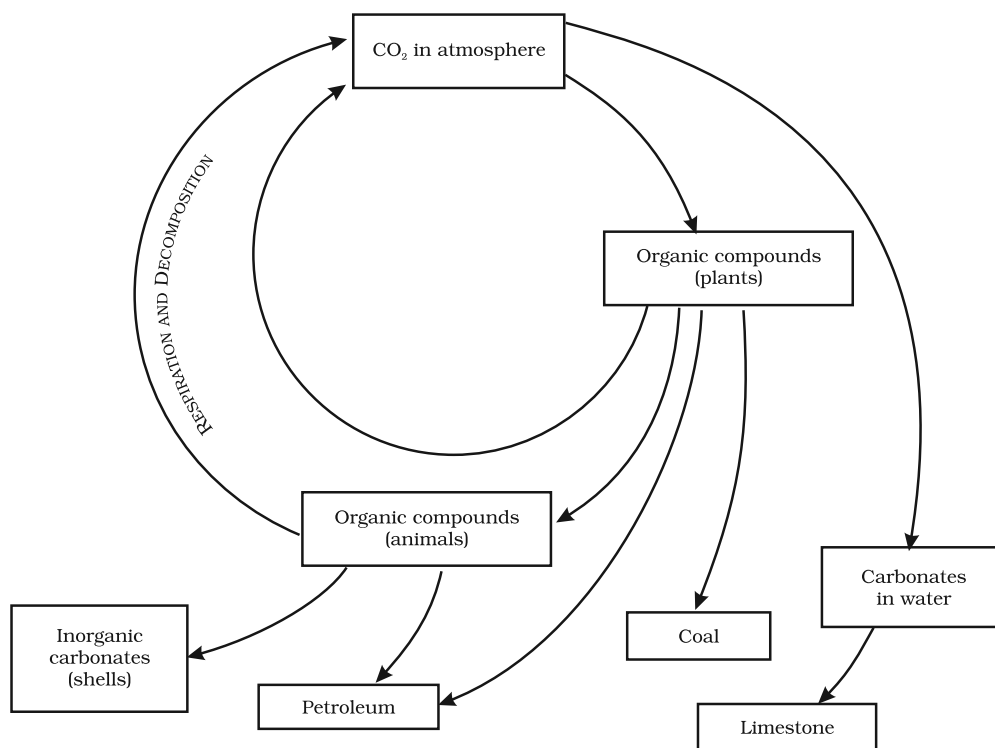 CO₂ in atmosphere
RESPIRATION AND DECOMPOSITION
Organic compounds
(plants)
Organic compounds
(animals)
Carbonates
in water
Inorganic
carbonates
(shells)
Coal
Petroleum
Limestone